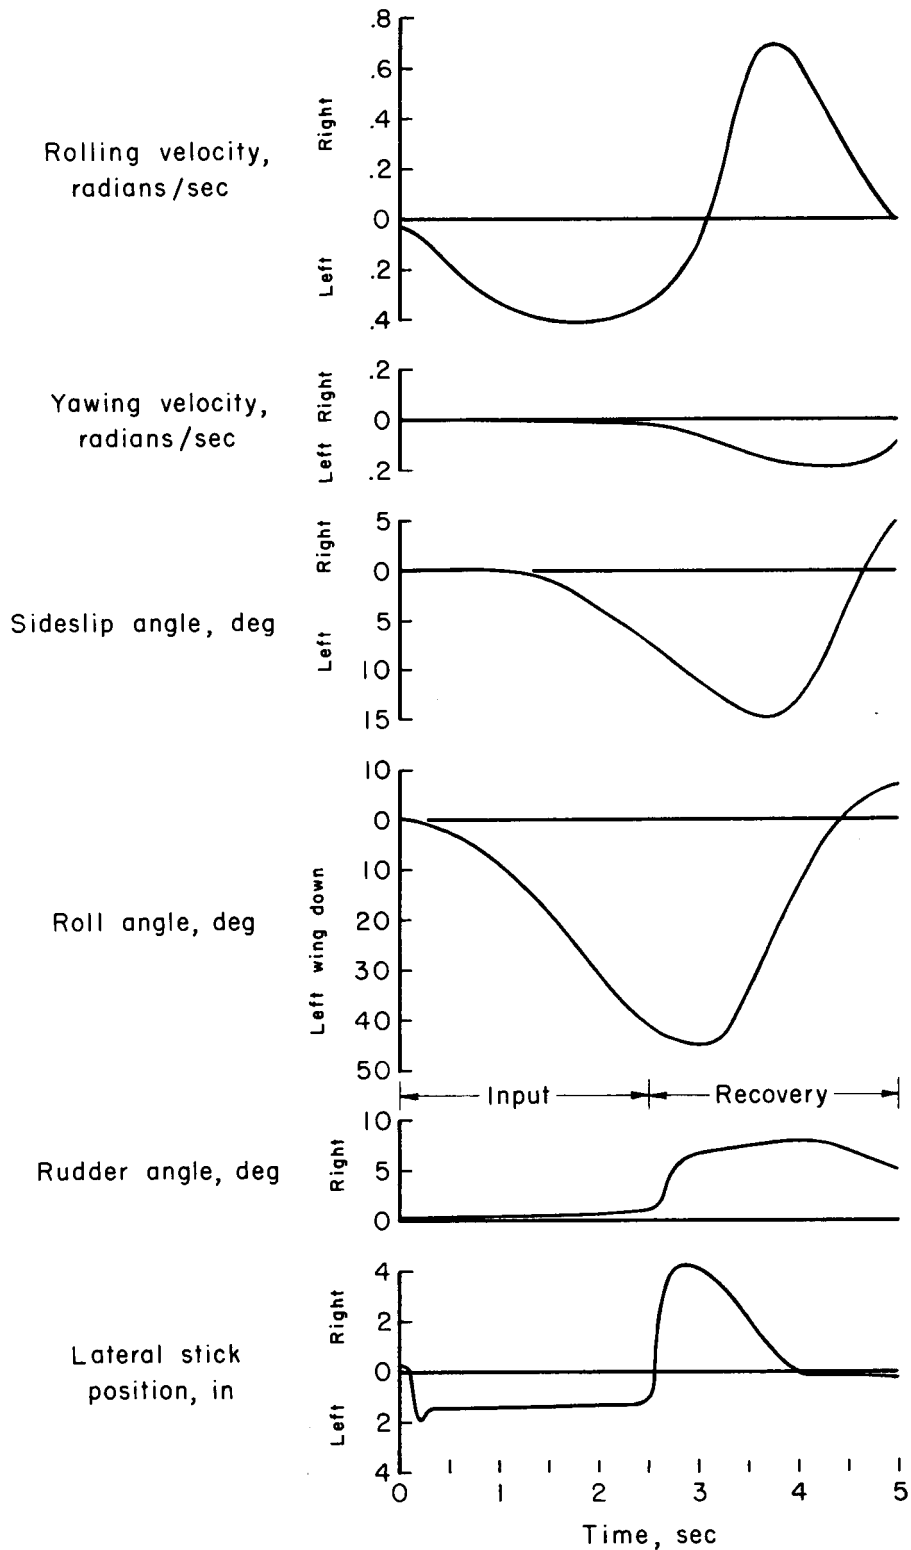 Rolling velocity,
radians/sec
Right
Left
.8
.6
.4
.2
0
.2
.4
Yawing velocity,
radians/sec
Left Right
.2
0
.2
Sideslip angle, deg
Right
Left
5
0
5
10
15
Roll angle, deg
Left wing down
10
0
10
20
30
40
50
Input
Recovery
Rudder angle, deg
Right
10
5
0
Lateral stick
position, in
Right
Left
4
2
0
2
4
0 1 2 3 4 5
Time, sec